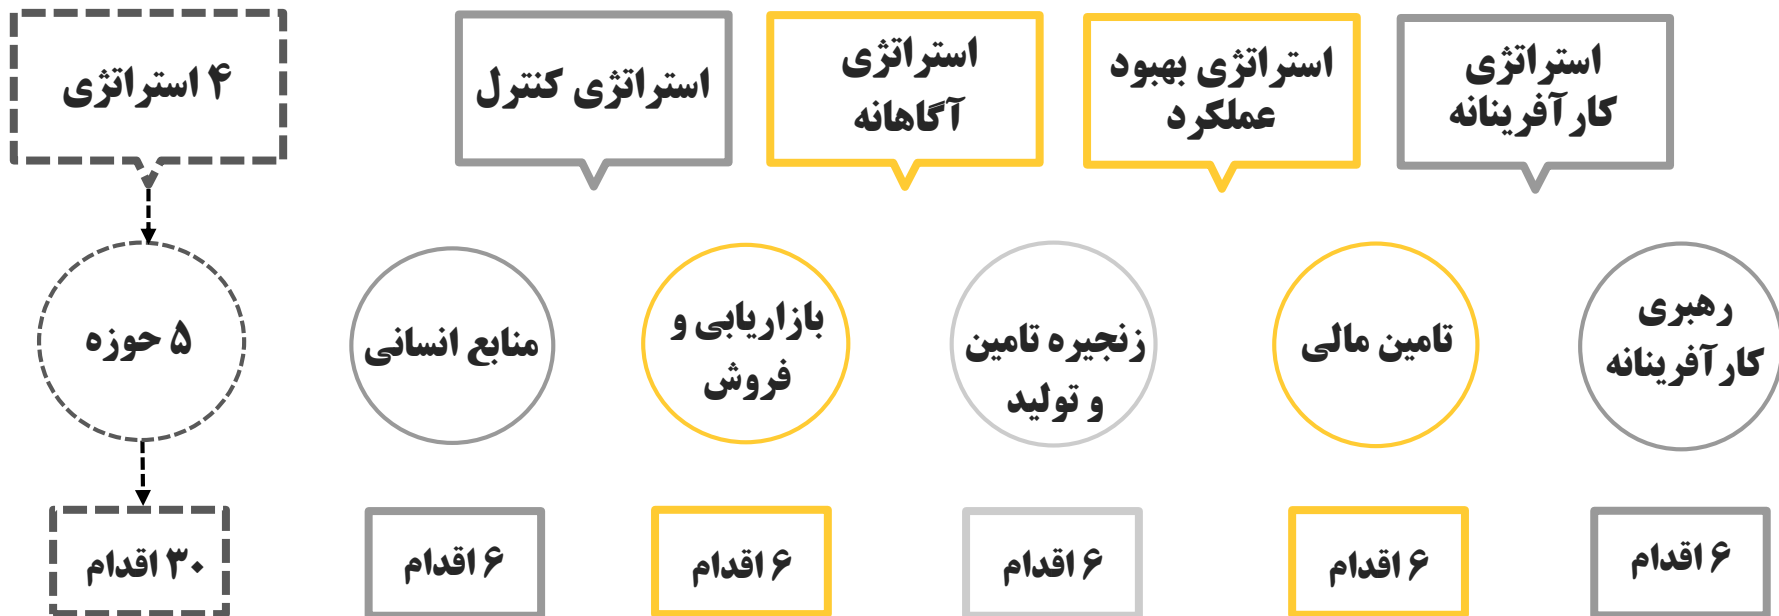 ۴ استراتژی
استراتژی کنترل
استراتژی
آگاهانه
استراتژی بهبود
عملکرد
استراتژی
کارآفرینانه
۵ حوزه
منابع انسانی
بازاریابی و
فروش
زنجیره تامین
و تولید
تامین مالی
رهبری
کارآفرینانه
۳۰ اقدام
۶ اقدام
۶ اقدام
۶ اقدام
۶ اقدام
۶ اقدام